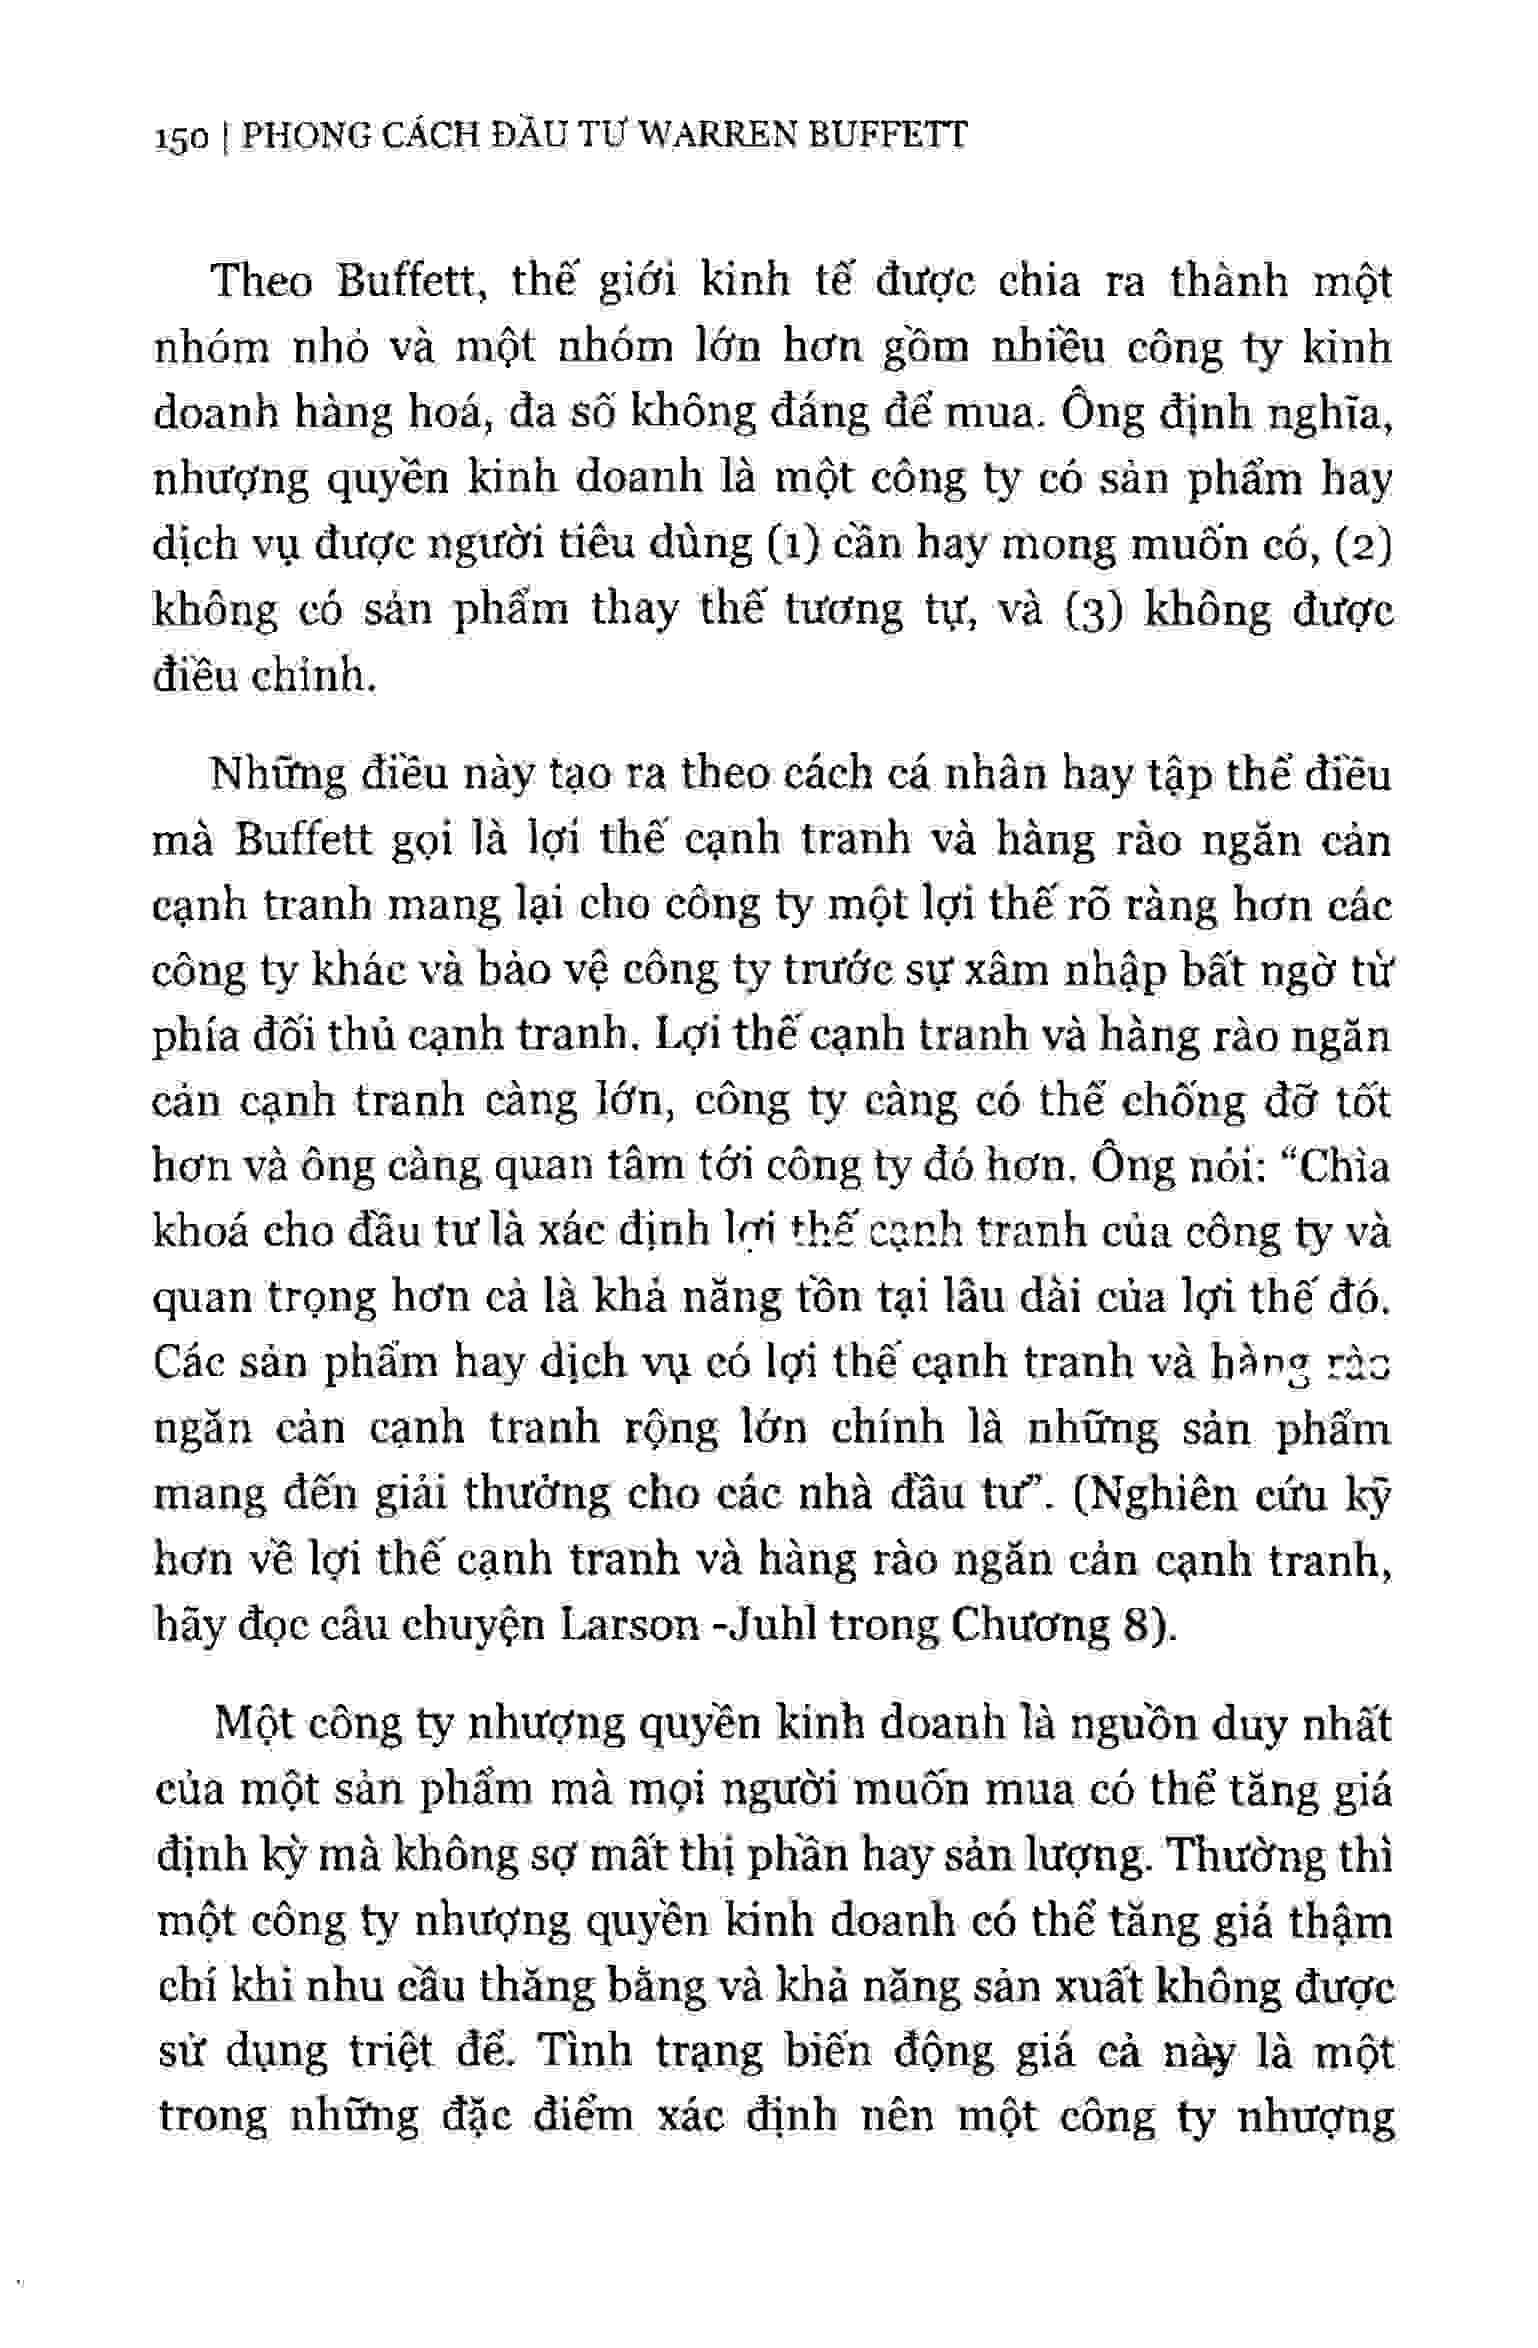 150 | PHONG CÁCH ĐẦU TƯ WARREN BUFFETT
Theo Buffett, thế giới kinh tế được chia ra thành một
nhóm nhỏ và một nhóm lớn hơn gồm nhiều công ty kinh
doanh hàng hoá, đa số không đáng để mua. Ông định nghĩa,
nhượng quyền kinh doanh là một công ty có sản phẩm hay
dịch vụ được người tiêu dùng (1) cần hay mong muốn có, (2)
không có sản phẩm thay thế tương tự, và (3) không được
điều chỉnh.
Những điều này tạo ra theo cách cá nhân hay tập thể điều
mà Buffett gọi là lợi thế cạnh tranh và hàng rào ngăn cản
cạnh tranh mang lại cho công ty một lợi thế rõ ràng hơn các
công ty khác và bảo vệ công ty trước sự xâm nhập bất ngờ từ
phía đối thủ cạnh tranh. Lợi thế cạnh tranh và hàng rào ngăn
cản cạnh tranh càng lớn, công ty càng có thể chống đỡ tốt
hơn và ông càng quan tâm tới công ty đó hơn. Ông nói: “Chìa
khoá cho đầu tư là xác định lợi thế cạnh tranh của công ty và
quan trọng hơn cả là khả năng tồn tại lâu dài của lợi thế đó.
Các sản phẩm hay dịch vụ có lợi thế cạnh tranh và hàng rào
ngăn cản cạnh tranh rộng lớn chính là những sản phẩm
mang đến giải thưởng cho các nhà đầu tư”. (Nghiên cứu kỹ
hơn về lợi thế cạnh tranh và hàng rào ngăn cản cạnh tranh,
hãy đọc câu chuyện Larson -Juhl trong Chương 8).
Một công ty nhượng quyền kinh doanh là nguồn duy nhất
của một sản phẩm mà mọi người muốn mua có thể tăng giá
định kỳ mà không sợ mất thị phần hay sản lượng. Thường thì
một công ty nhượng quyền kinh doanh có thể tăng giá thậm
chí khi nhu cầu thăng bằng và khả năng sản xuất không được
sử dụng triệt để. Tình trạng biến động giá cả này là một
trong những đặc điểm xác định nên một công ty nhượng